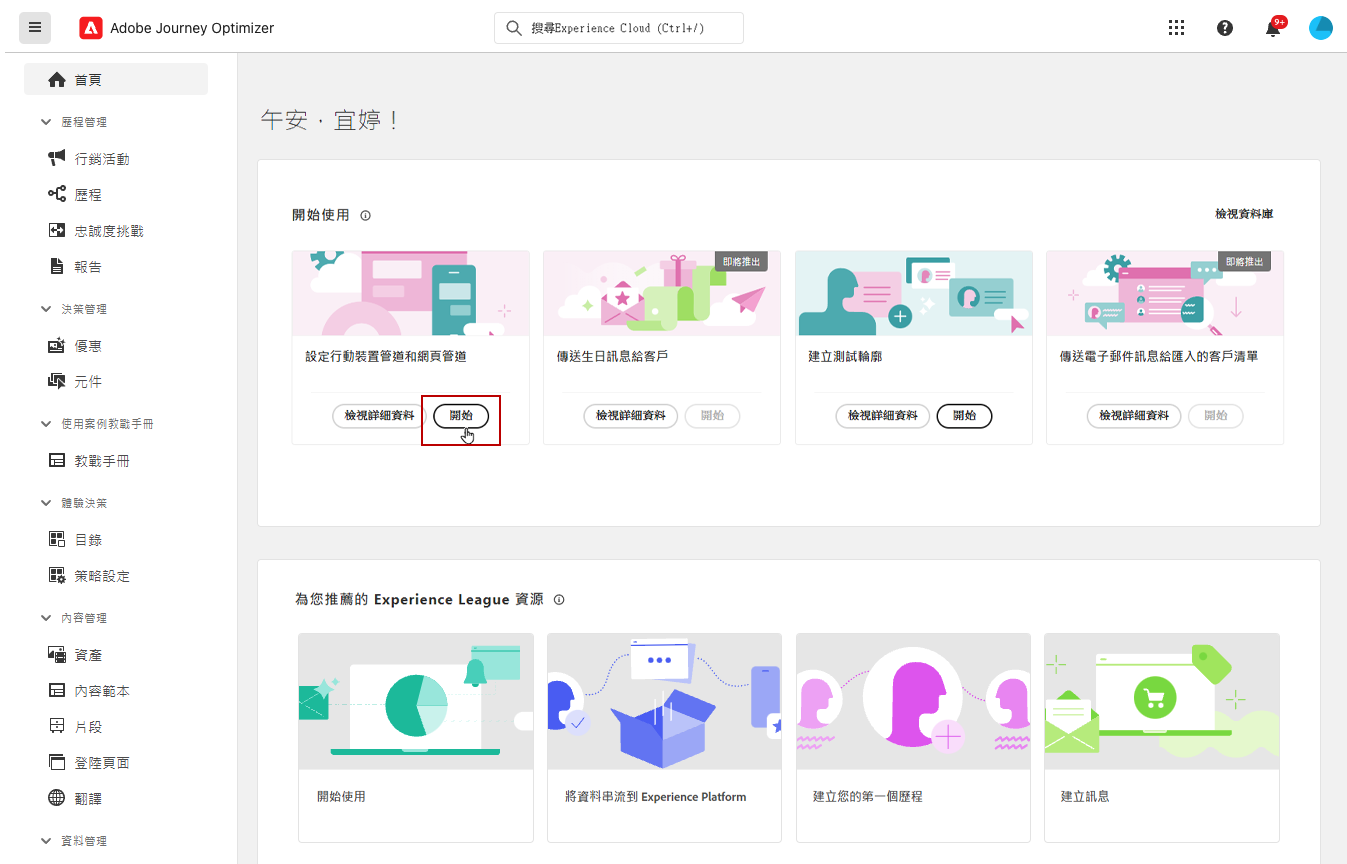 Adobe Journey Optimizer
搜尋Experience Cloud (Ctrl+/)
9+
首頁
歷程管理
行銷活動
歷程
忠誠度挑戰
報告
決策管理
優惠
元件
使用案例教戰手冊
教戰手冊
體驗決策
目錄
策略設定
內容管理
資產
內容範本
片段
登陸頁面
翻譯
資料管理
午安，宜婷！
開始使用
檢視資料庫
設定行動裝置管道和網頁管道
檢視詳細資料
開始
即將推出
傳送生日訊息給客戶
檢視詳細資料
開始
建立測試輪廓
檢視詳細資料
開始
即將推出
傳送電子郵件訊息給匯入的客戶清單
檢視詳細資料
開始
為您推薦的 Experience League 資源
開始使用
將資料串流到 Experience Platform
建立您的第一個歷程
建立訊息